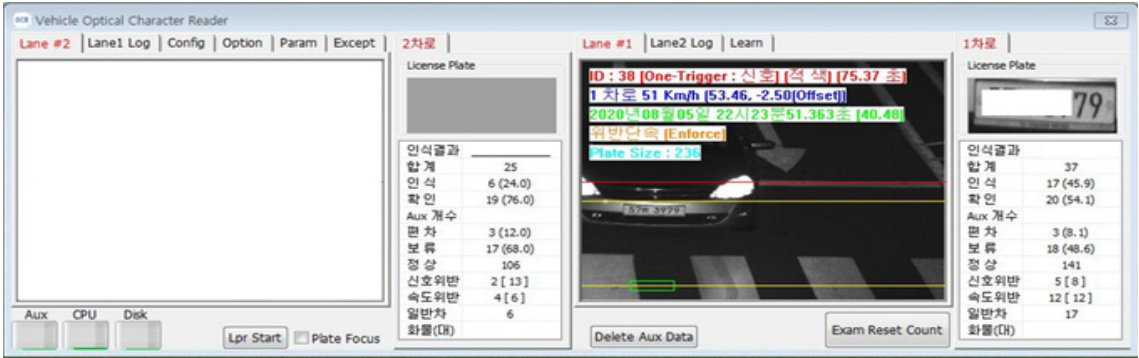 Vehicle Optical Character Reader
Lane #2 Lane1 Log Config Option Param Except
2차로
License Plate
인식결과
합 계 25
인 식 6 (24.0)
확 인 19 (76.0)
Aux 개수
편 차 3 (12.0)
보 류 17 (68.0)
정 상 106
신호위반 2 [ 13 ]
속도위반 4 [ 6 ]
일반차 6
화물(대)
Aux CPU Disk
Lpr Start Plate Focus
Lane #1 Lane2 Log Learn
ID : 38 [One-Trigger : 신호] [적 색] [75.37 초]
1 차로 51 Km/h [53.46, -2.50[Offset]]
2020년08월05일 22시23분51.363초 [40.48]
위반단속 [Enforce]
Plate Size : 236
3979
Delete Aux Data
Exam Reset Count
1차로
License Plate
79
인식결과
합 계 37
인 식 17 (45.9)
확 인 20 (54.1)
Aux 개수
편 차 3 (8.1)
보 류 18 (48.6)
정 상 141
신호위반 5 [ 8 ]
속도위반 12 [ 12 ]
일반차 17
화물(대)